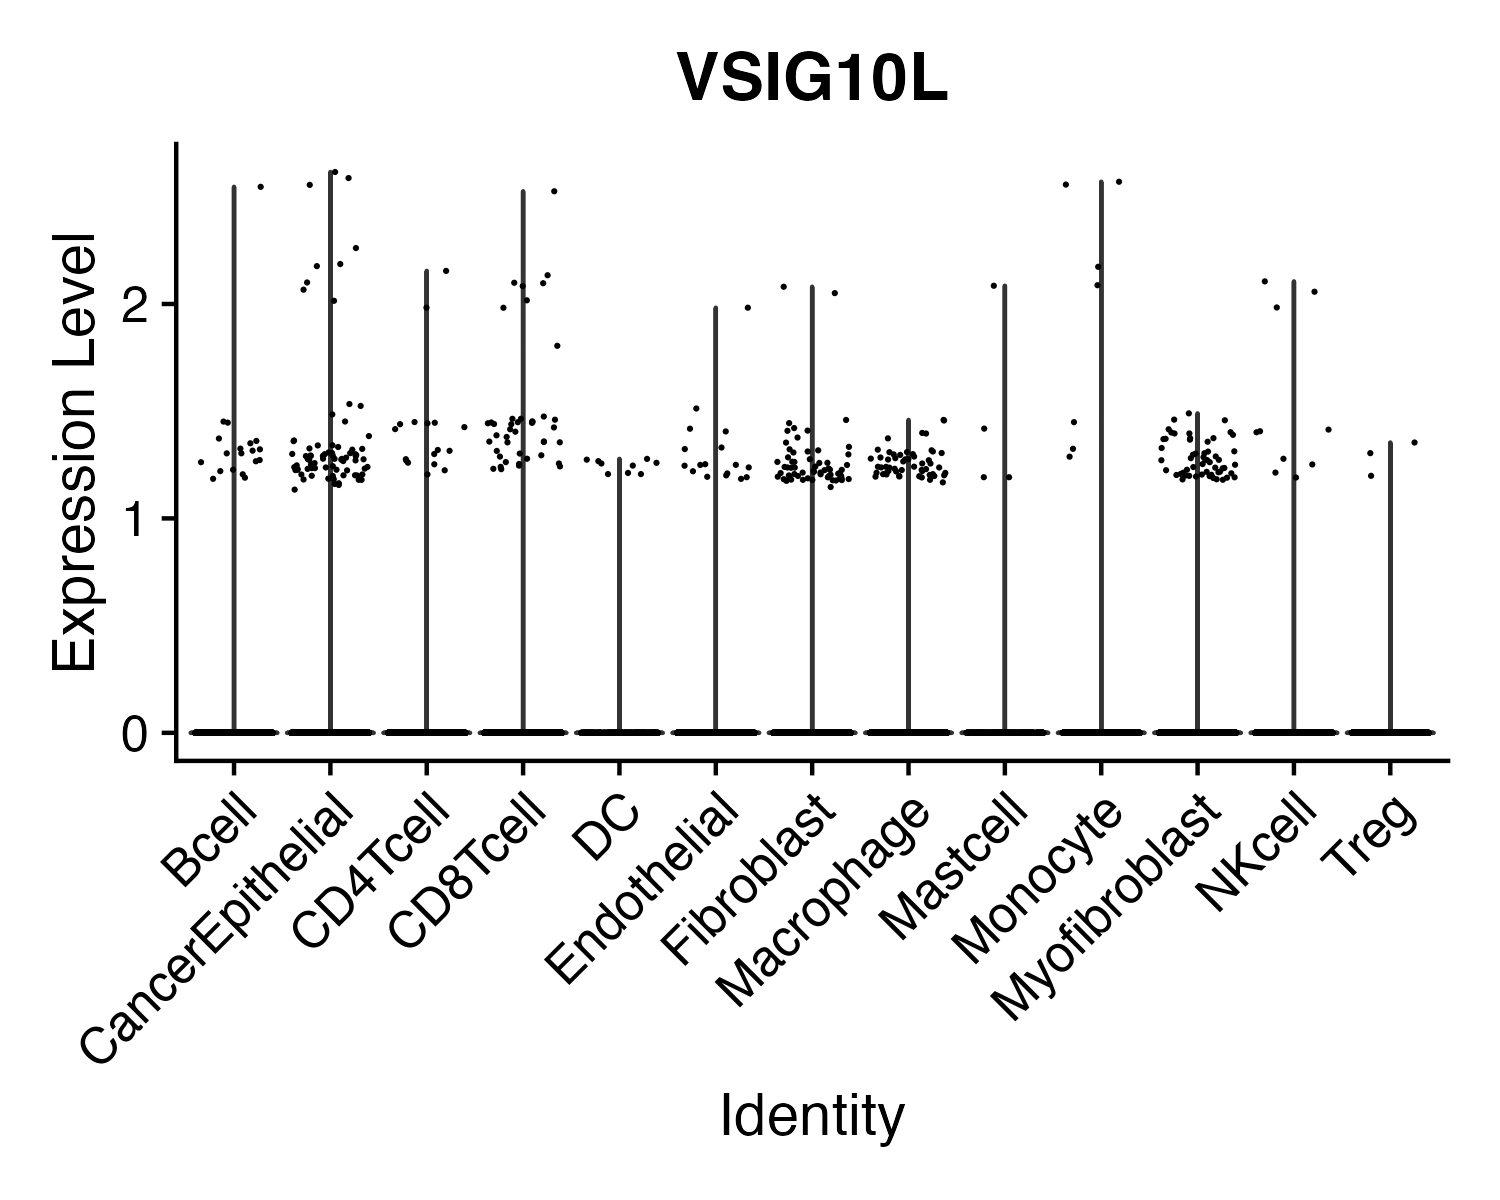 VSIG10L
Expression Level
2
1
0
Bcell
CancerEpithelial
CD4Tcell
CD8Tcell
DC
Endothelial
Fibroblast
Macrophage
Mastcell
Monocyte
Myofibroblast
NKcell
Treg
Identity